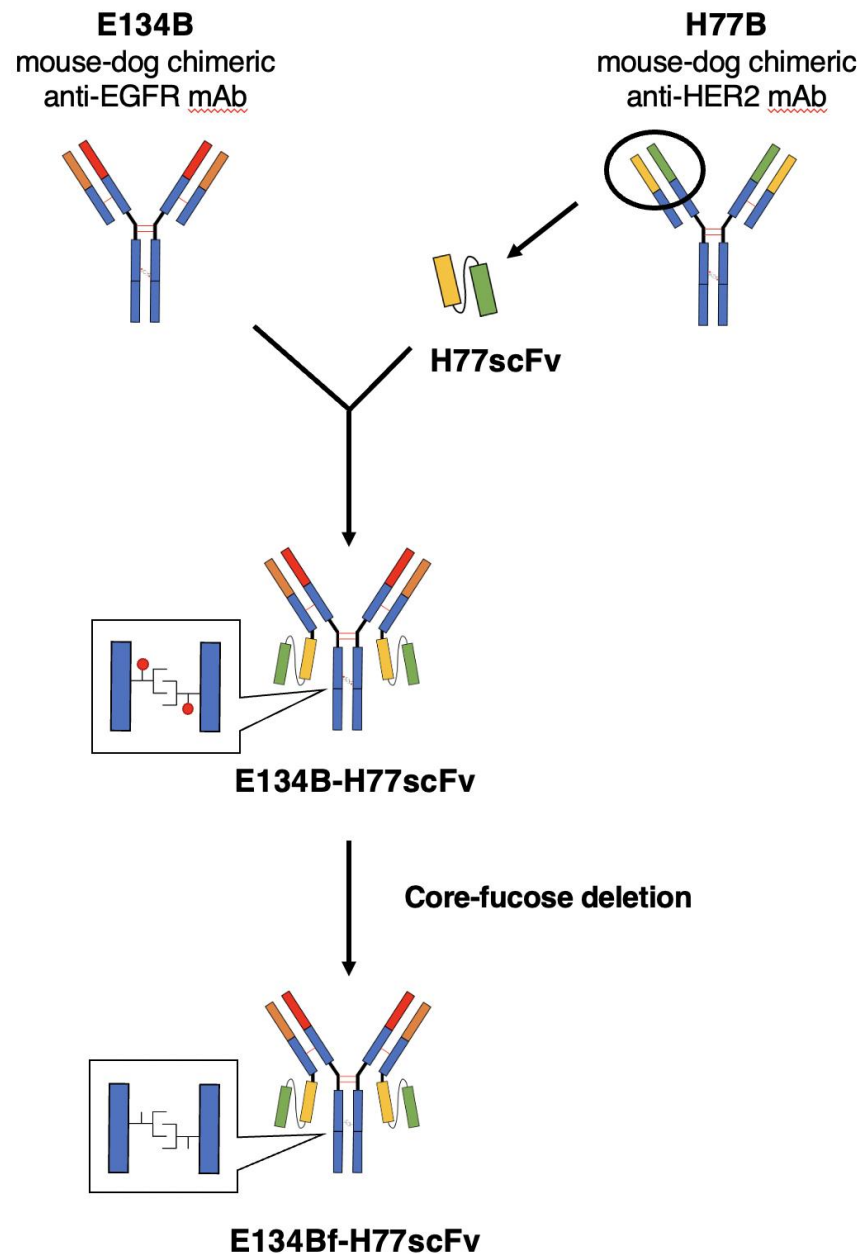 E134B
mouse-dog chimeric
anti-EGFR mAb
H77B
mouse-dog chimeric
anti-HER2 mAb
H77scFv
E134B-H77scFv
Core-fucose deletion
E134Bf-H77scFv